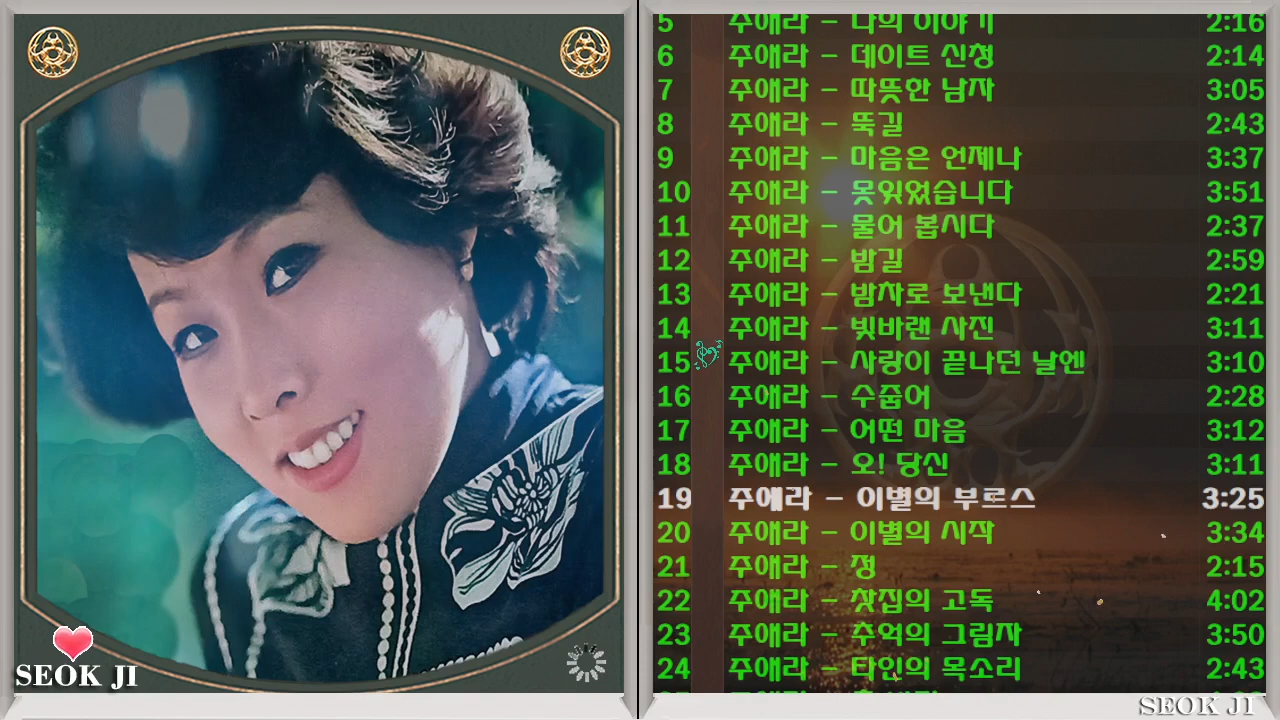 5 주애라 - 나의 이야기 2:16
6 주애라 - 데이트 신청 2:14
7 주애라 - 따뜻한 남자 3:05
8 주애라 - 뚝길 2:43
9 주애라 - 마음은 언제나 3:37
10 주애라 - 못잊었습니다 3:51
11 주애라 - 물어 봅시다 2:37
12 주애라 - 밤길 2:59
13 주애라 - 밤차로 보낸다 2:21
14 주애라 - 빛바랜 사진 3:11
15 주애라 - 사랑이 끝나던 날엔 3:10
16 주애라 - 수줍어 2:28
17 주애라 - 어떤 마음 3:12
18 주애라 - 오! 당신 3:11
19 주애라 - 이별의 부르스 3:25
20 주애라 - 이별의 시작 3:34
21 주애라 - 정 2:15
22 주애라 - 찻집의 고독 4:02
23 주애라 - 추억의 그림자 3:50
24 주애라 - 타인의 목소리 2:43
SEOK JI
SEOK JI